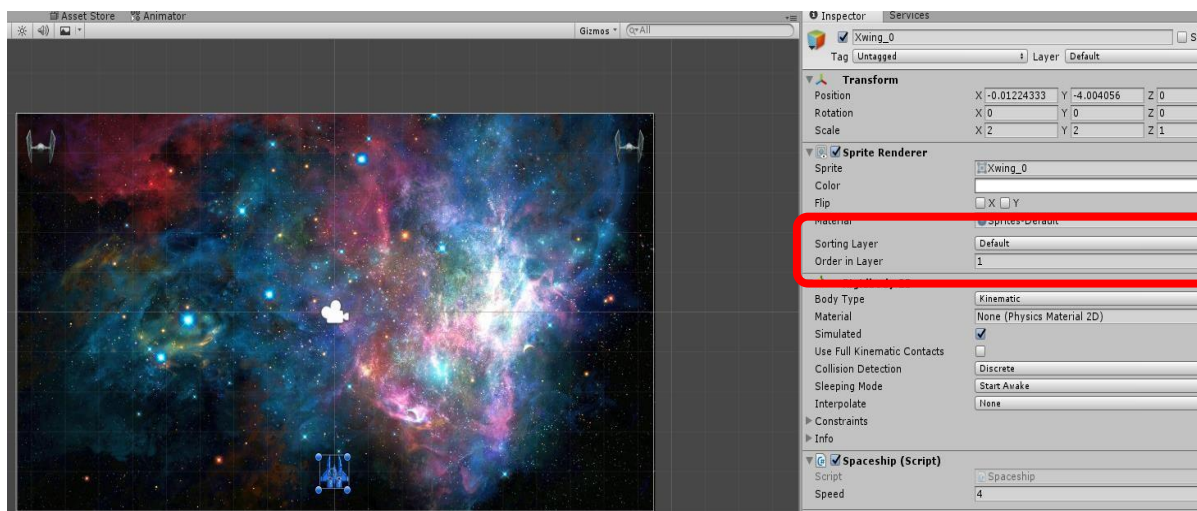 Asset Store Animator
Gizmos All
Inspector Services
Xwing_0 S
Tag Untagged Layer Default
Transform
Position X -0.01224333 Y -4.004056 Z 0
Rotation X 0 Y 0 Z 0
Scale X 2 Y 2 Z 1
Sprite Renderer
Sprite Xwing_0
Color
Flip X Y
Material Sprites-Default
Sorting Layer Default
Order in Layer 1
Body Type Kinematic
Material None (Physics Material 2D)
Simulated
Use Full Kinematic Contacts
Collision Detection Discrete
Sleeping Mode Start Awake
Interpolate None
Constraints
Info
Spaceship (Script)
Script Spaceship
Speed 4